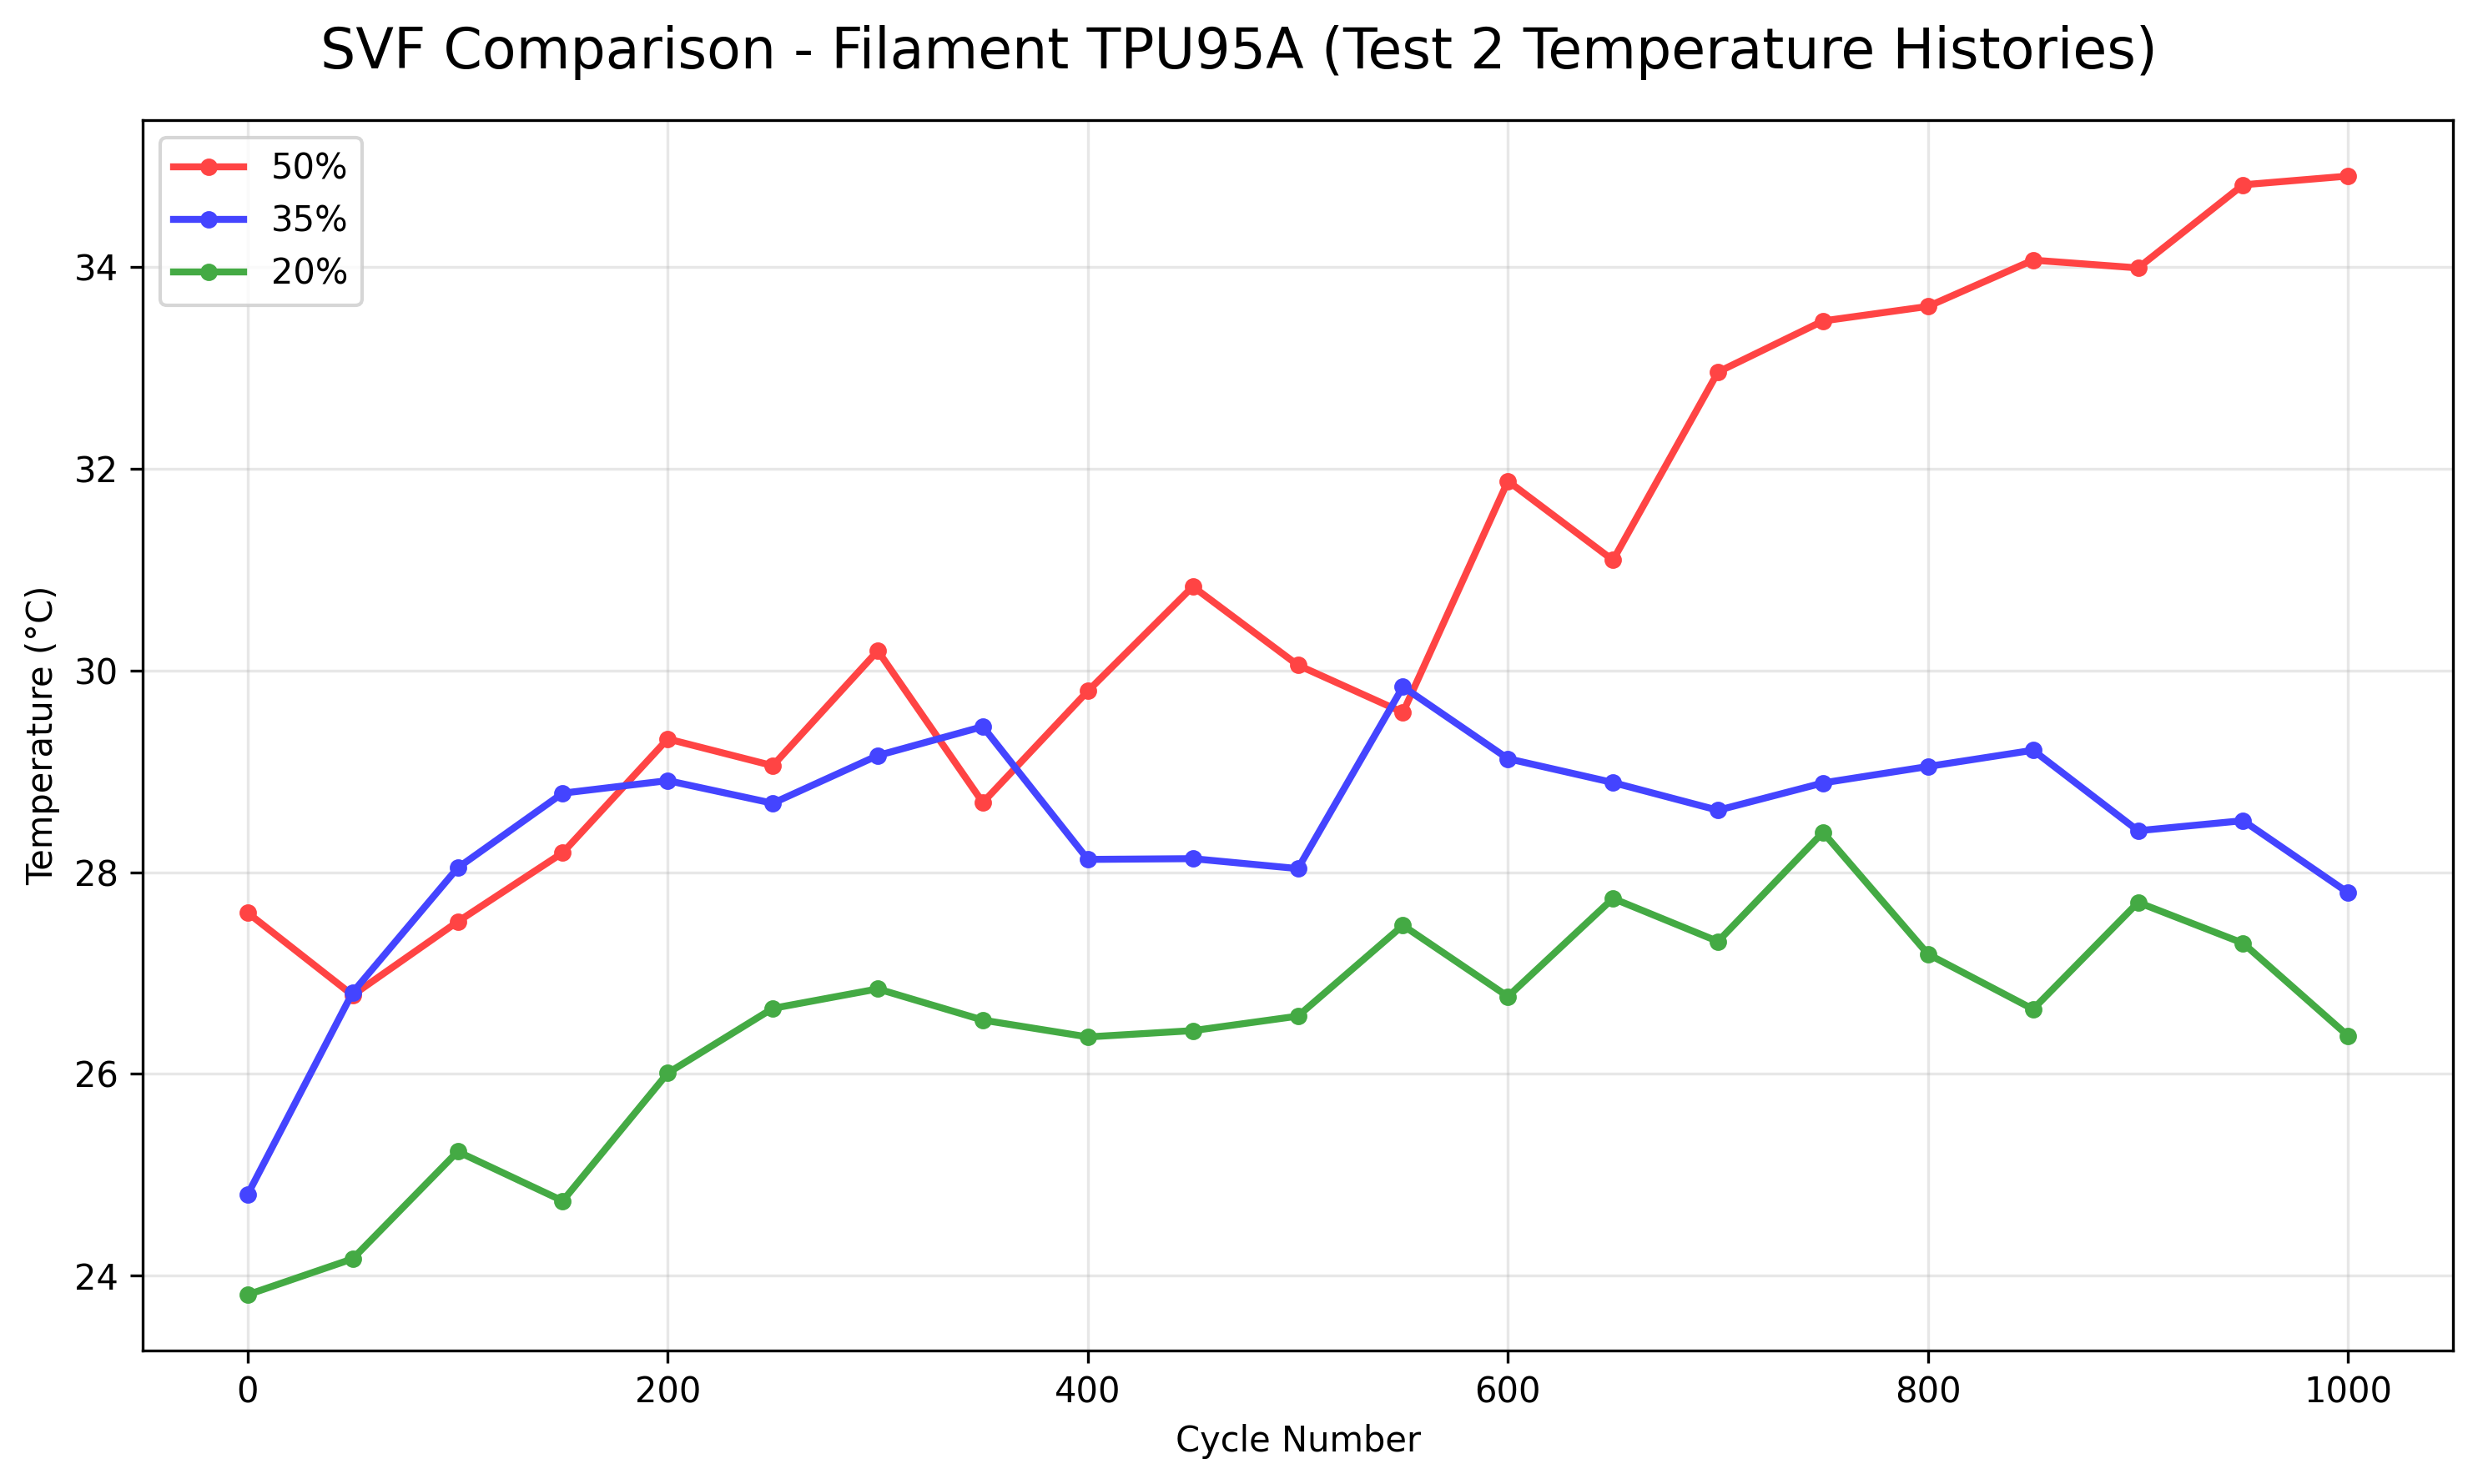 SVF Comparison - Filament TPU95A (Test 2 Temperature Histories)
50%
35%
20%
Temperature (°C)
34
32
30
28
26
24
0 200 400 600 800 1000
Cycle Number